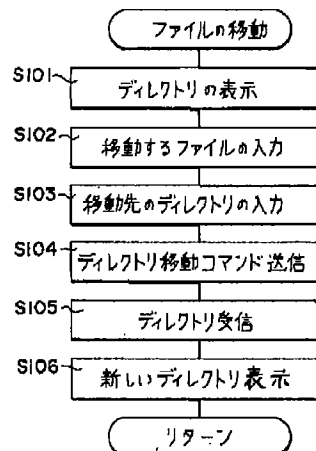 ファイルの移動
S101
ディレクトリの表示
S102
移動するファイルの入力
S103
移動先のディレクトリの入力
S104
ディレクトリ移動コマンド送信
S105
ディレクトリ受信
S106
新しいディレクトリ表示
リターン